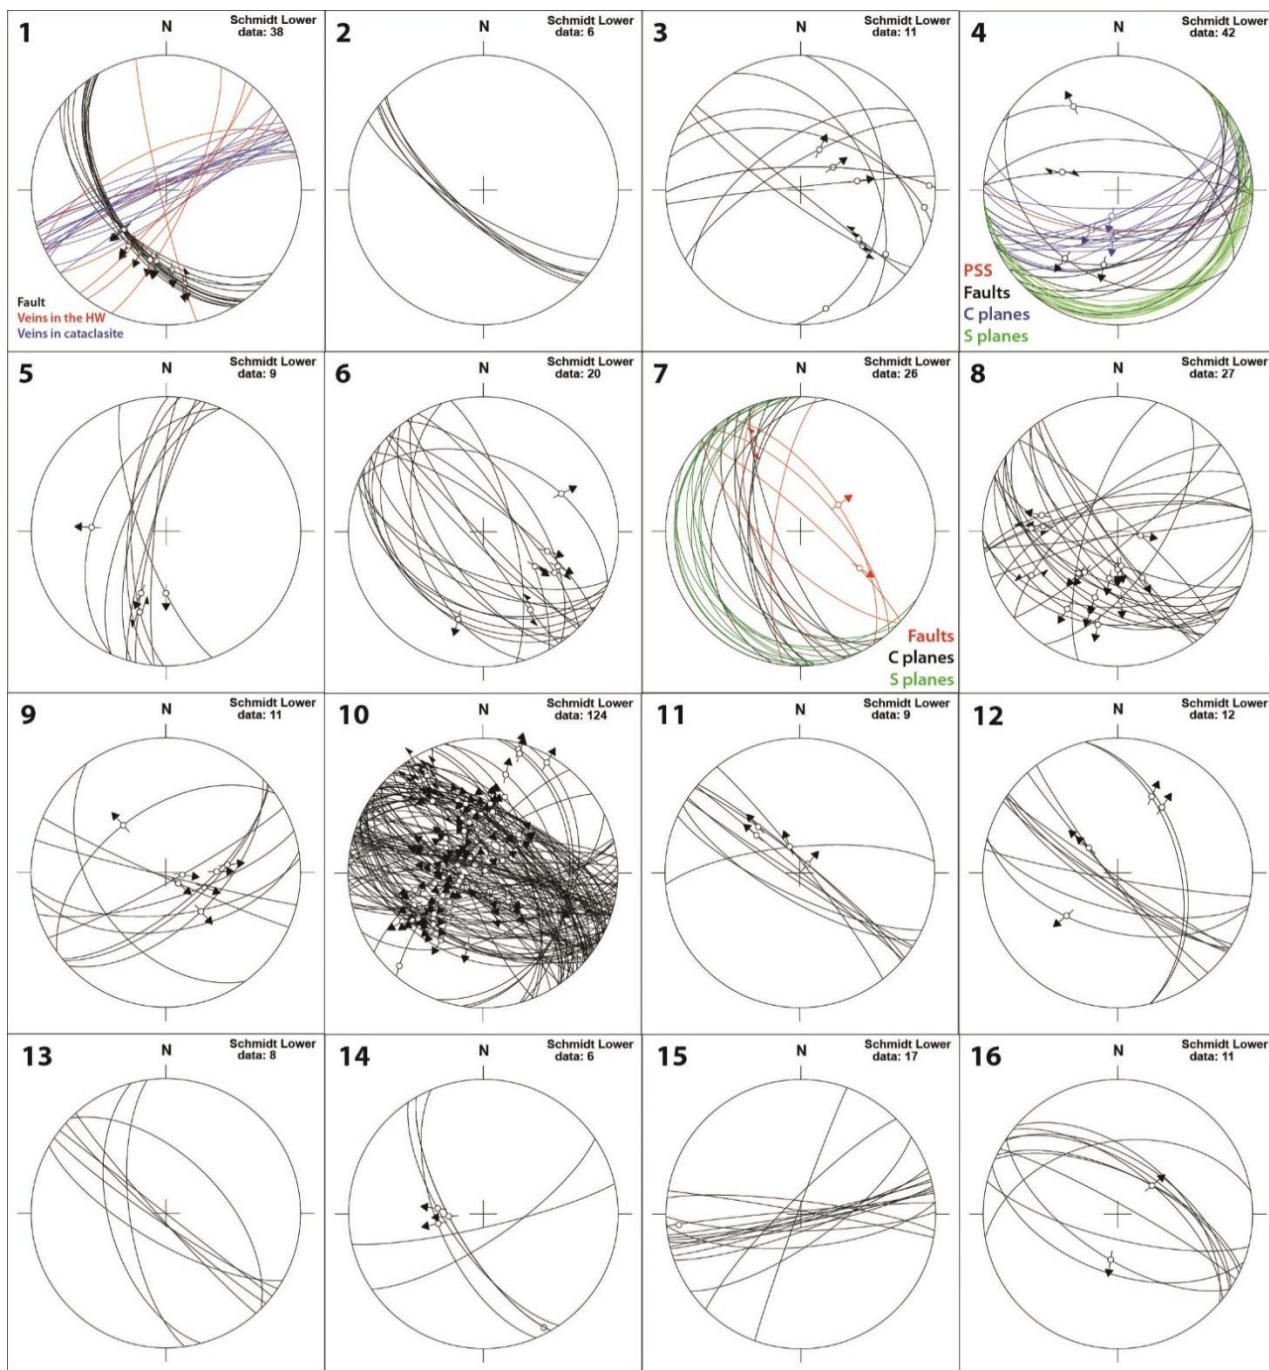 1
Schmidt Lower
data: 38
N
Fault
Veins in the HW
Veins in cataclasite
2
Schmidt Lower
data: 6
N
3
Schmidt Lower
data: 11
N
4
Schmidt Lower
data: 42
N
PSS
Faults
C planes
S planes
5
Schmidt Lower
data: 9
N
6
Schmidt Lower
data: 20
N
7
Schmidt Lower
data: 26
N
Faults
C planes
S planes
8
Schmidt Lower
data: 27
N
9
Schmidt Lower
data: 11
N
10
Schmidt Lower
data: 124
N
11
Schmidt Lower
data: 9
N
12
Schmidt Lower
data: 12
N
13
Schmidt Lower
data: 8
N
14
Schmidt Lower
data: 6
N
15
Schmidt Lower
data: 17
N
16
Schmidt Lower
data: 11
N